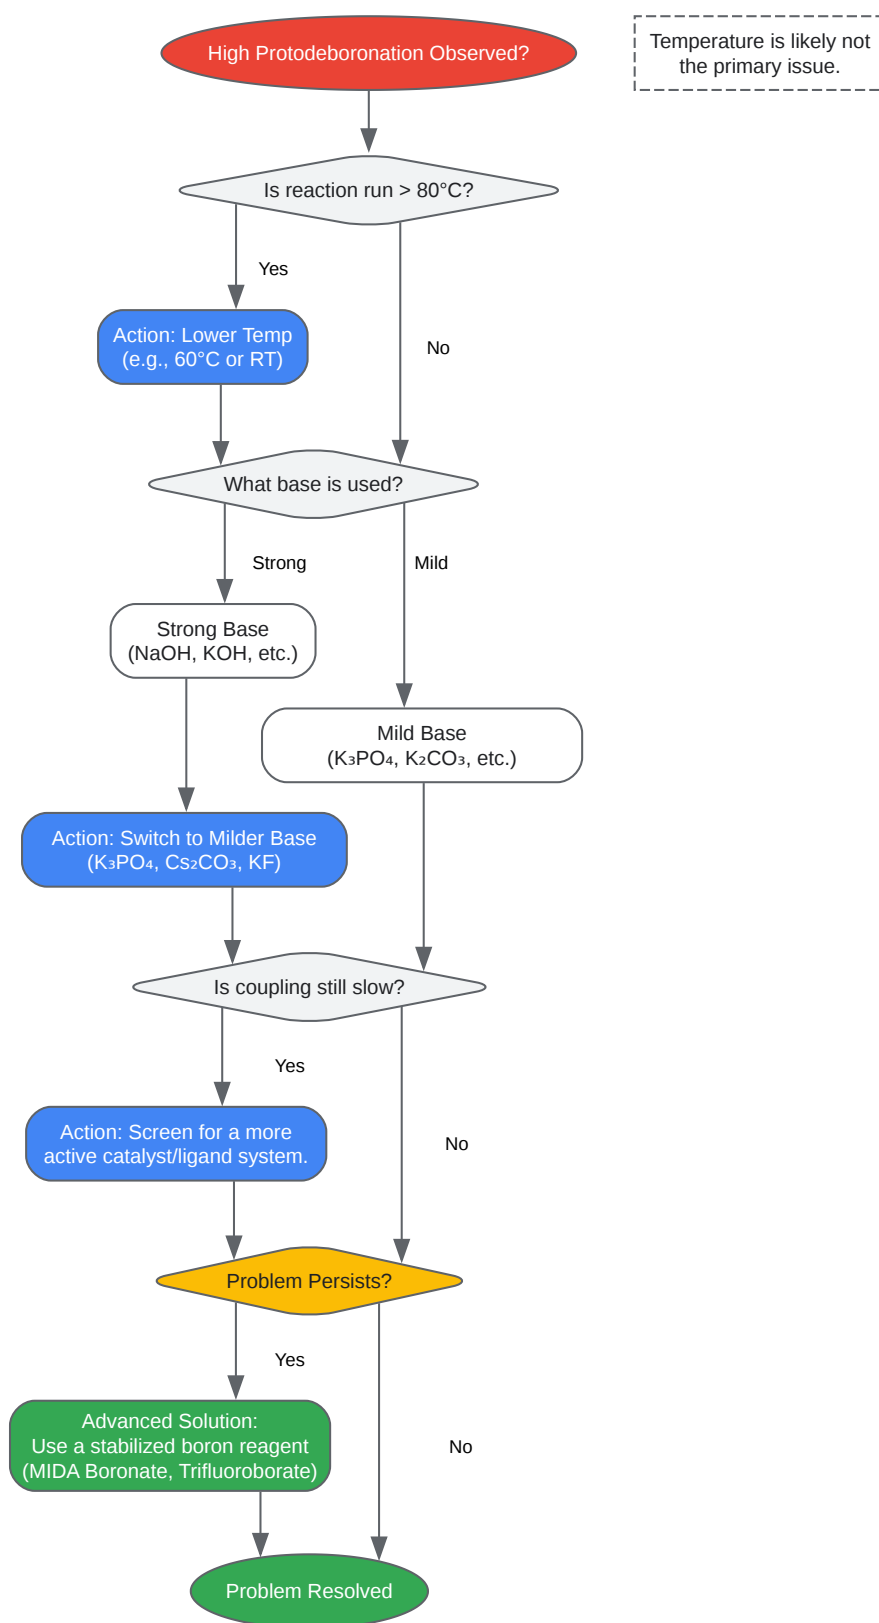 High Protodeboronation Observed?
Temperature is likely not
the primary issue.
Is reaction run > 80°C?
Yes
Action: Lower Temp
(e.g., 60°C or RT)
No
What base is used?
Strong
Mild
Strong Base
(NaOH, KOH, etc.)
Mild Base
(K₃PO₄, K₂CO₃, etc.)
Action: Switch to Milder Base
(K₃PO₄, Cs₂CO₃, KF)
Is coupling still slow?
Yes
Action: Screen for a more
active catalyst/ligand system.
No
Problem Persists?
Yes
Advanced Solution:
Use a stabilized boron reagent
(MIDA Boronate, Trifluoroborate)
No
Problem Resolved